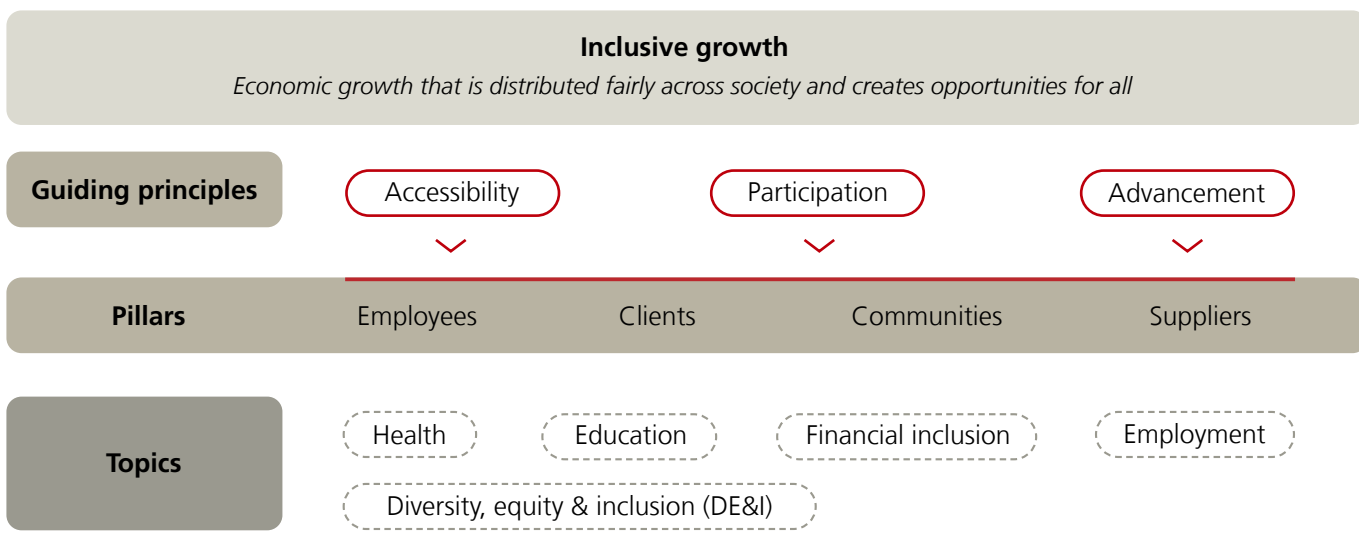 Inclusive growth
Economic growth that is distributed fairly across society and creates opportunities for all
Guiding principles
Accessibility
Participation
Advancement
Pillars
Employees
Clients
Communities
Suppliers
Topics
Health
Education
Financial inclusion
Employment
Diversity, equity & inclusion (DE&I)